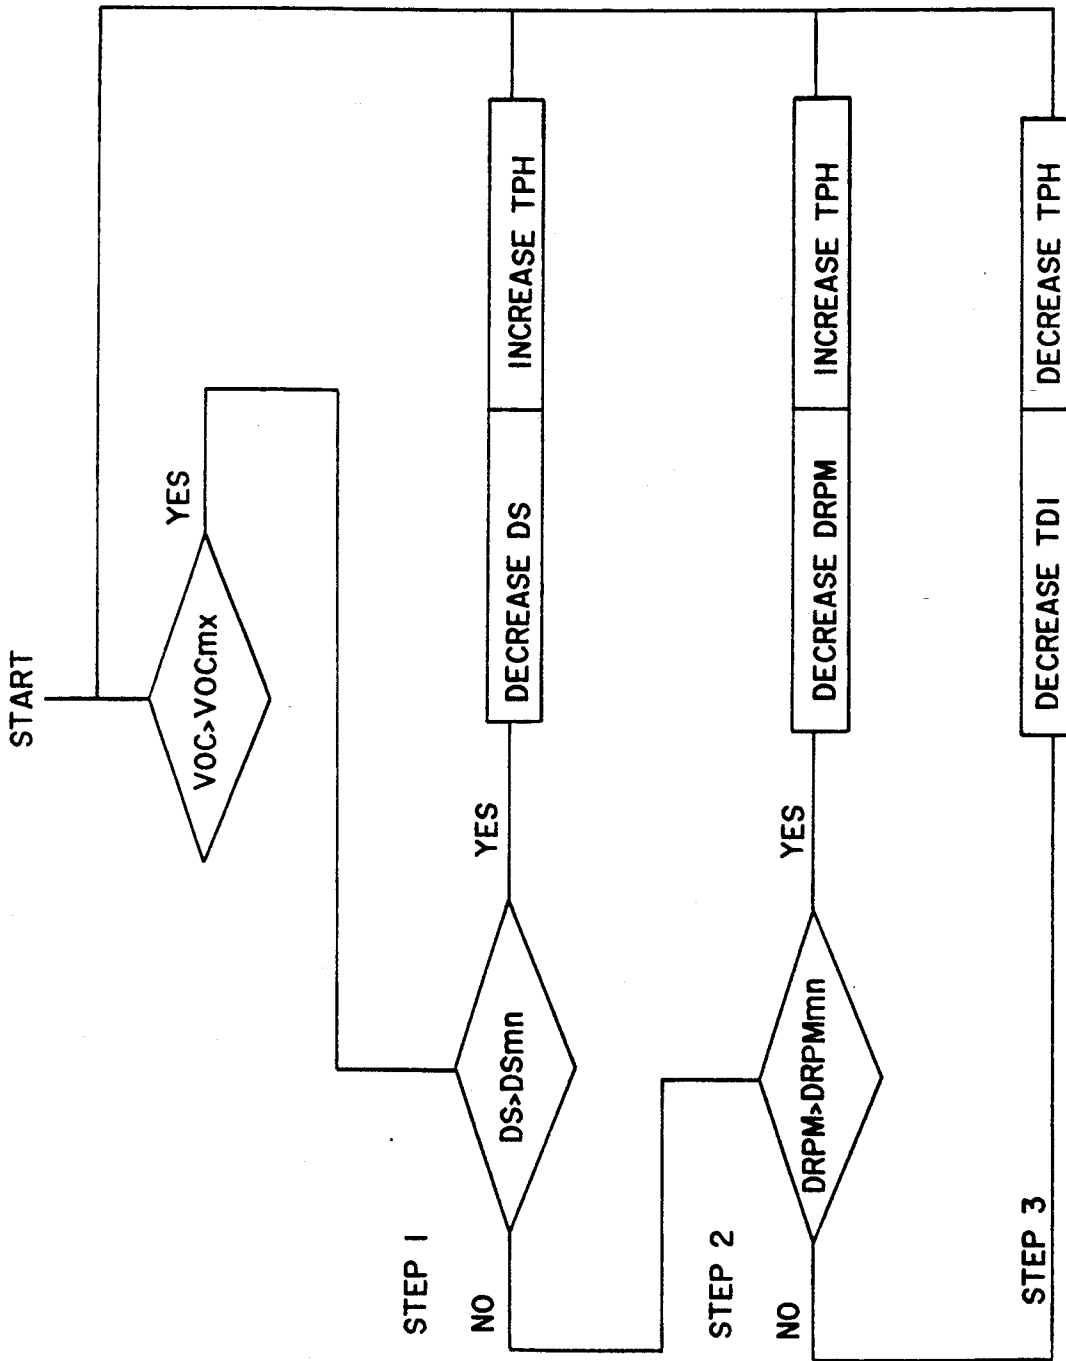 START
VOC>VOCmx
YES
STEP 1
DS>DSmn
NO
YES
DECREASE DS
INCREASE TPH
STEP 2
DRPM>DRPMmn
NO
YES
DECREASE DRPM
INCREASE TPH
STEP 3
DECREASE TDI
DECREASE TPH